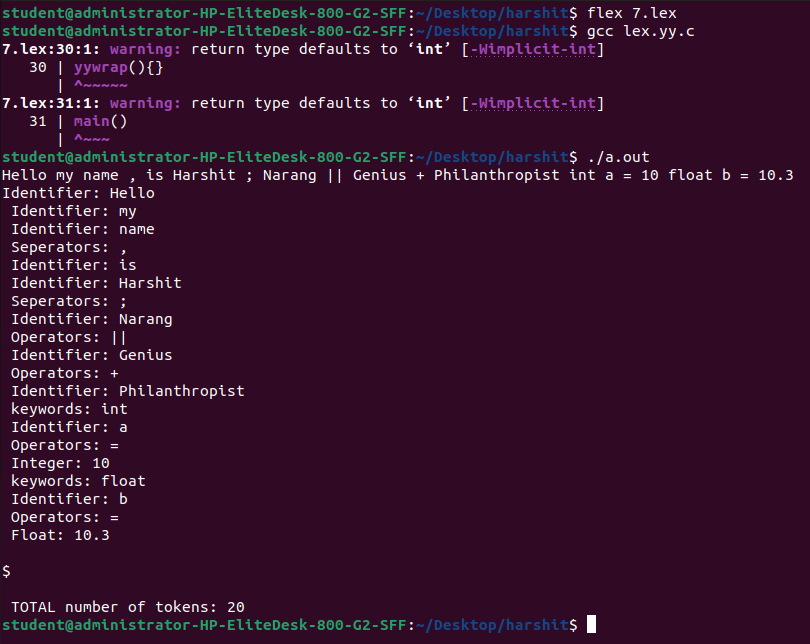 student@administrator-HP-EliteDesk-800-G2-SFF:~/Desktop/harshit$ flex 7.lex
student@administrator-HP-EliteDesk-800-G2-SFF:~/Desktop/harshit$ gcc lex.yy.c
7.lex:30:1: warning: return type defaults to ‘int’ [-Wimplicit-int]
   30 | yywrap(){}
      | ^~~~~~
7.lex:31:1: warning: return type defaults to ‘int’ [-Wimplicit-int]
   31 | main()
      | ^~~~
student@administrator-HP-EliteDesk-800-G2-SFF:~/Desktop/harshit$ ./a.out
Hello my name , is Harshit ; Narang || Genius + Philanthropist int a = 10 float b = 10.3
Identifier: Hello
 Identifier: my
 Identifier: name
 Seperators: ,
 Identifier: is
 Identifier: Harshit
 Seperators: ;
 Identifier: Narang
 Operators: ||
 Identifier: Genius
 Operators: +
 Identifier: Philanthropist
 keywords: int
 Identifier: a
 Operators: =
 Integer: 10
 keywords: float
 Identifier: b
 Operators: =
 Float: 10.3
$
 TOTAL number of tokens: 20
student@administrator-HP-EliteDesk-800-G2-SFF:~/Desktop/harshit$